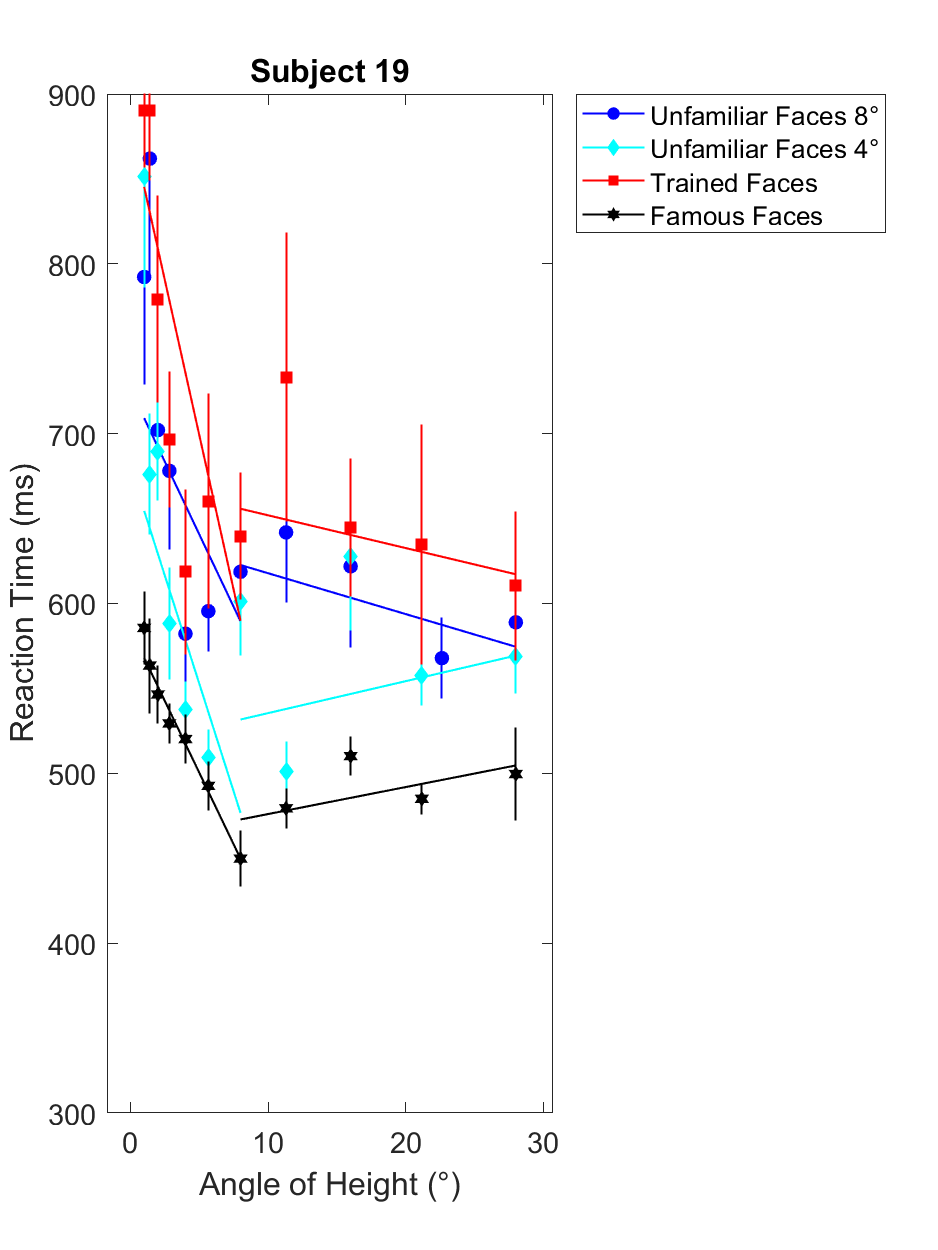 Subject 19
900
800
700
600
500
400
300
0 10 20 30
Reaction Time (ms)
Angle of Height (°)
Unfamiliar Faces 8°
Unfamiliar Faces 4°
Trained Faces
Famous Faces